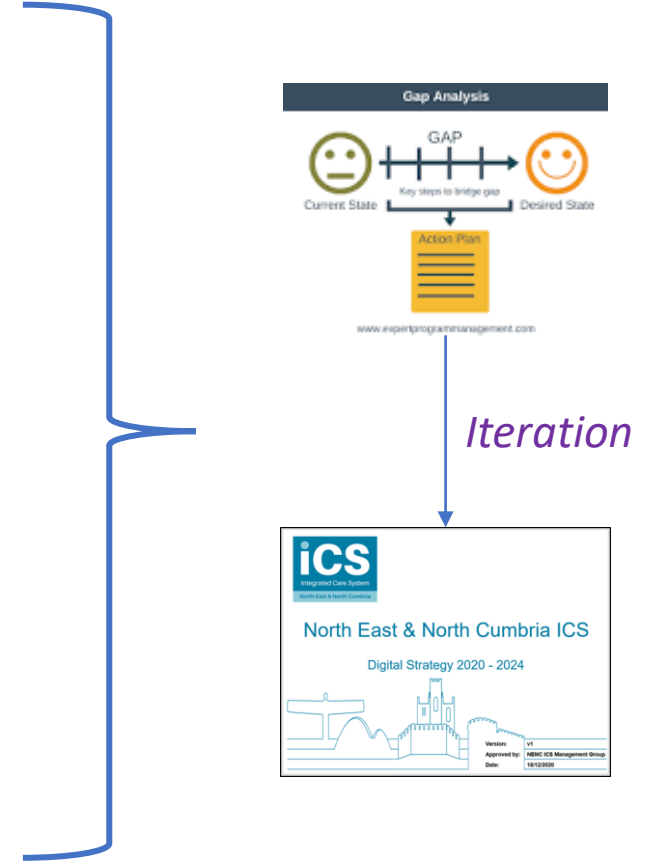 Gap Analysis
GAP
Key steps to bridge gap
Current State
Desired State
Action Plan
www.expertprogrammanagement.com
Iteration
iCS
Integrated Care System
North East & North Cumbria
North East & North Cumbria ICS
Digital Strategy 2020 - 2024
Version: v1
Approved by: NENC ICS Management Group
Date: 18/12/2020